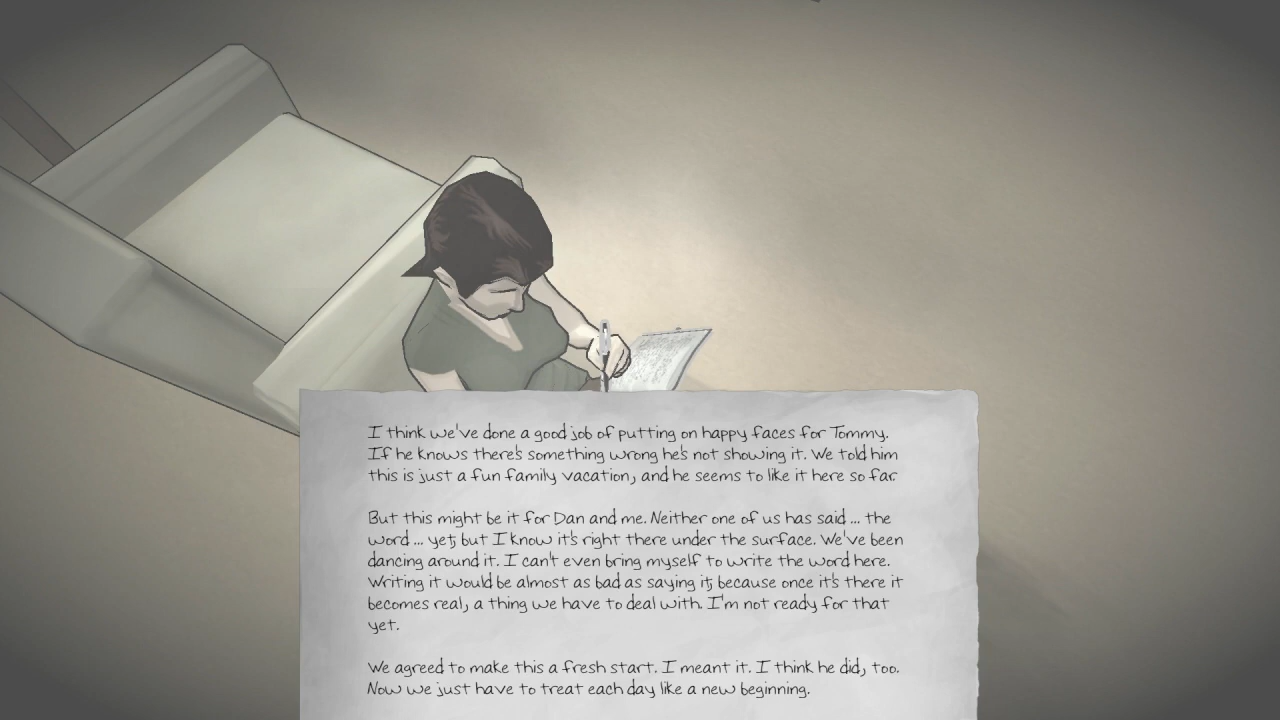 I think we've done a good job of putting on happy faces for Tommy.
If he knows there's something wrong he's not showing it. We told him
this is just a fun family vacation, and he seems to like it here so far.
But this might be it for Dan and me. Neither one of us has said ... the
word ... yet, but I know it's right there under the surface. We've been
dancing around it. I can't even bring myself to write the word here.
Writing it would be almost as bad as saying it, because once it's there it
becomes real, a thing we have to deal with. I'm not ready for that
yet.
We agreed to make this a fresh start. I meant it. I think he did, too.
Now we just have to treat each day like a new beginning.